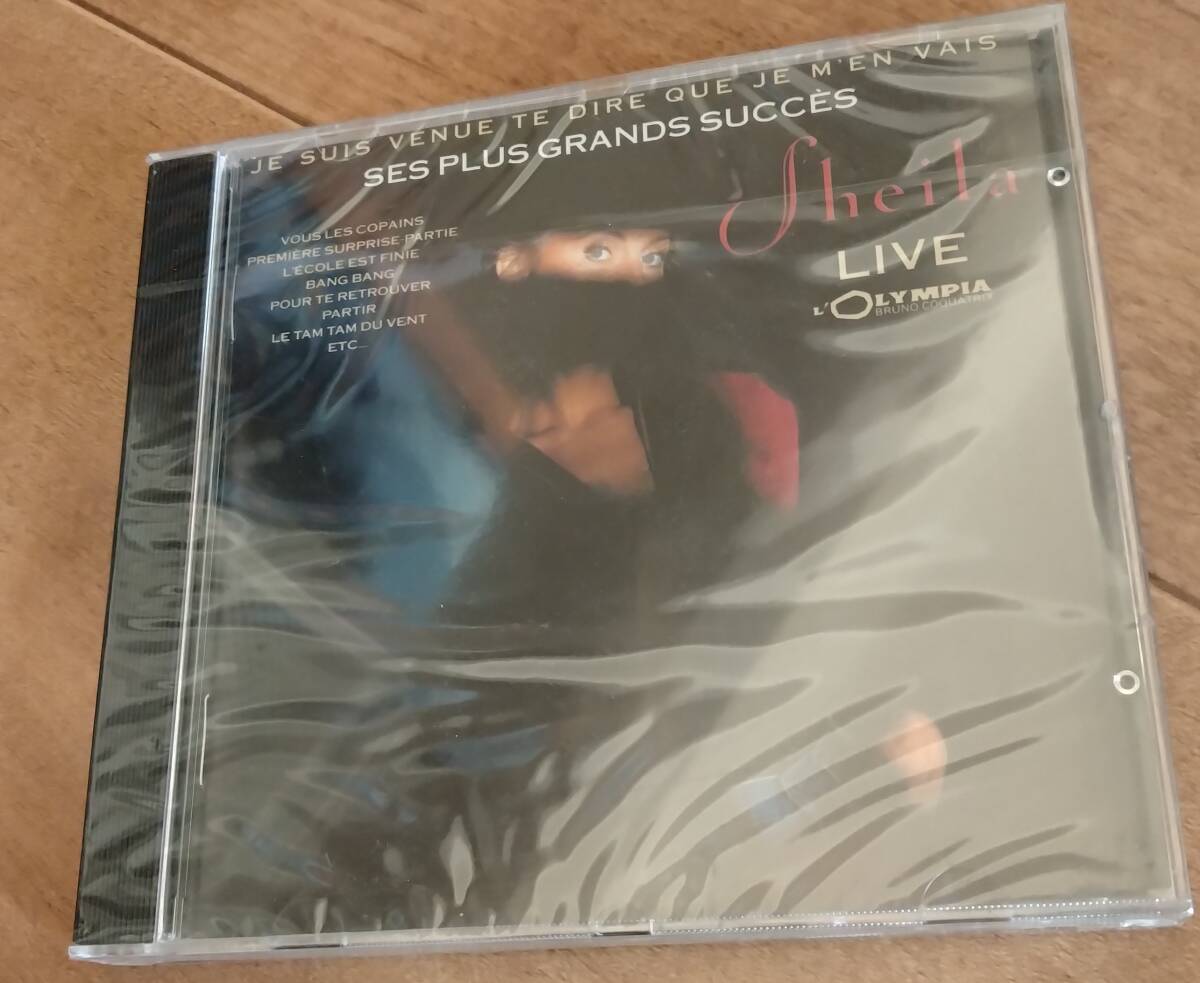 JE SUIS VENUE TE DIRE QUE JE M'EN VAIS
SES PLUS GRANDS SUCCÈS
Sheila
LIVE
L'OLYMPIA
BRUNO COQUATRIX
VOUS LES COPAINS
PREMIÈRE SURPRISE-PARTIE
L'ÉCOLE EST FINIE
BANG BANG
POUR TE RETROUVER
PARTIR
LE TAM TAM DU VENT
ETC...